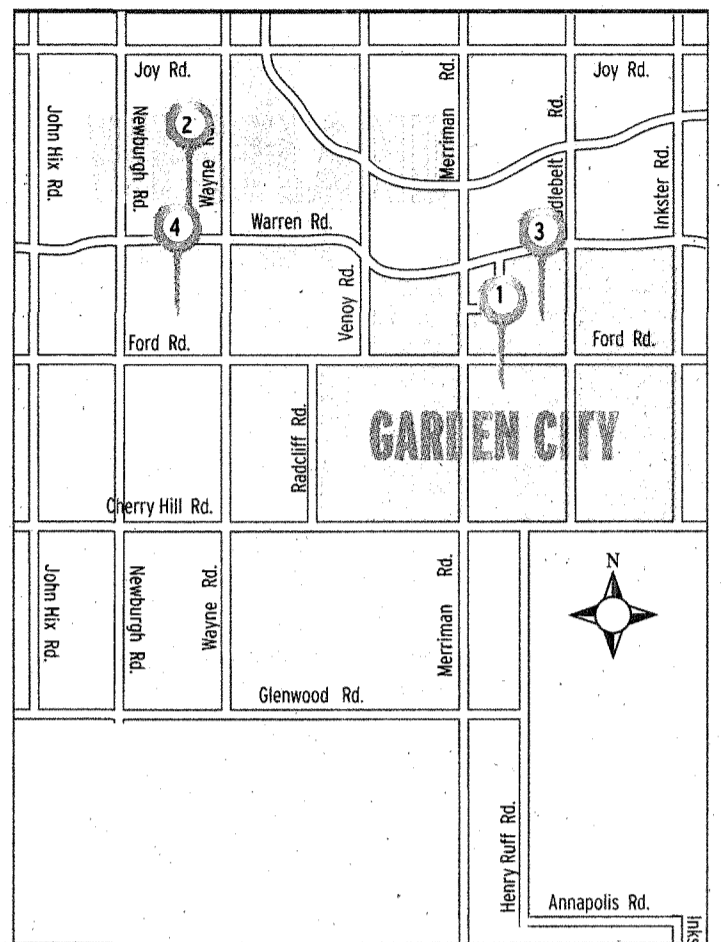 Joy Rd.
Joy Rd.
John Hix Rd.
Newburgh Rd.
2
Wayne
Merriman Rd.
Rd.
Inkster Rd.
4
Warren Rd.
3
1
Venoy Rd.
Ford Rd.
Ford Rd.
GARDEN CITY
Radcliff Rd.
Cherry Hill Rd.
John Hix Rd.
Newburgh Rd.
Wayne Rd.
Merriman Rd.
N
Glenwood Rd.
Henry Ruff Rd.
Annapolis Rd.
Inks